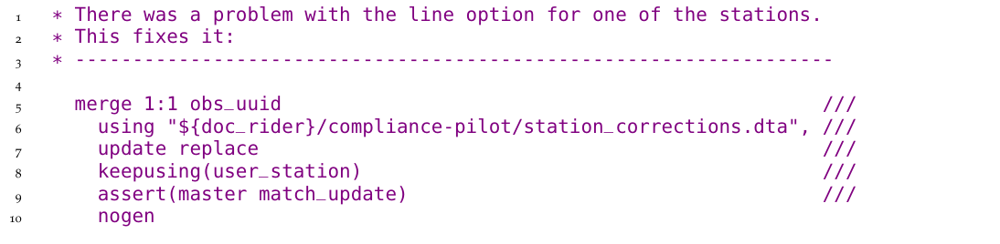 1 * There was a problem with the line option for one of the stations.
2 * This fixes it:
3 * ------------------------------------------------------------------
4
5 merge 1:1 obs_uuid ///
6 using "${doc_rider}/compliance-pilot/station_corrections.dta", ///
7 update replace ///
8 keepusing(user_station) ///
9 assert(master match_update) ///
10 nogen